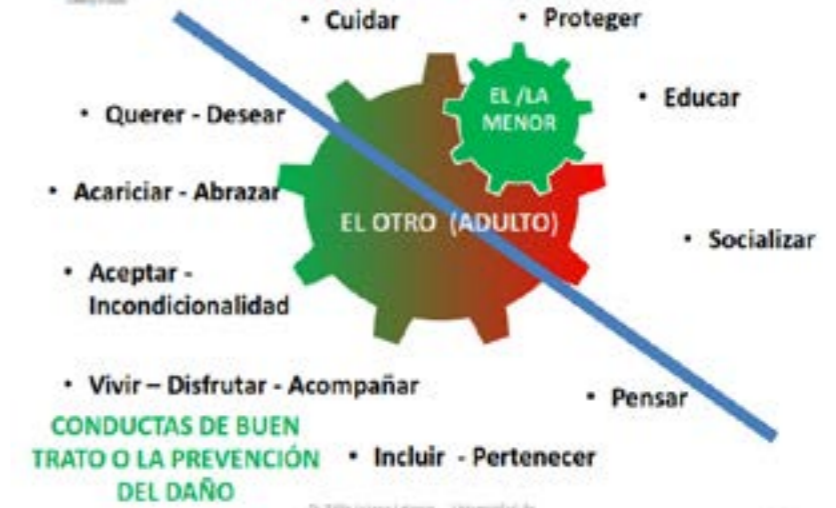 • Cuidar
• Proteger
EL /LA
MENOR
• Educar
• Querer - Desear
• Acariciar - Abrazar
EL OTRO (ADULTO)
• Socializar
• Aceptar -
Incondicionalidad
• Vivir – Disfrutar - Acompañar
• Pensar
CONDUCTAS DE BUEN
TRATO O LA PREVENCIÓN
DEL DAÑO
• Incluir - Pertenecer